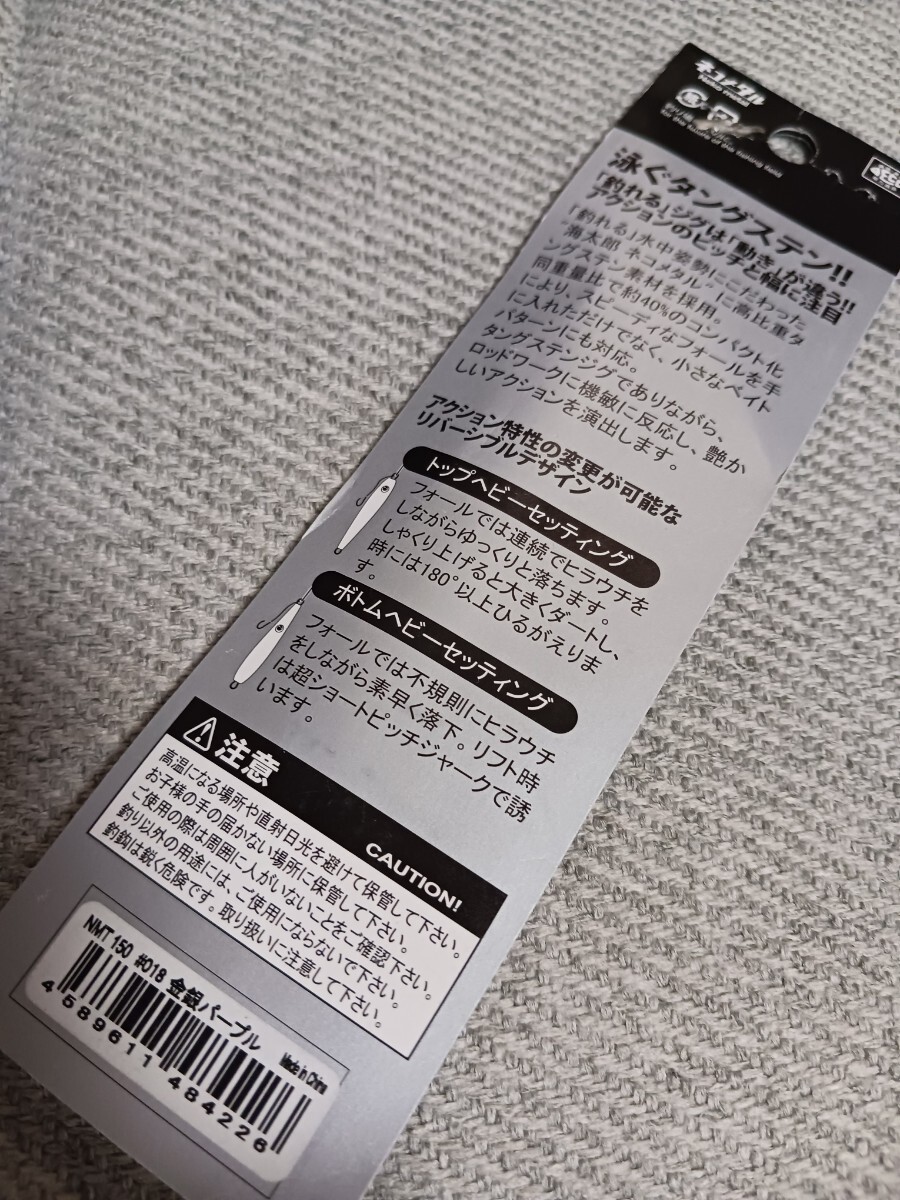 ネコメタル
Neko metal
for the future of the fishing field
泳ぐタングステン!!
「釣れる」ジグは「動き」が違う!!
アクションのピッチと幅に注目
「釣れる」水中姿勢にこだわった
"漁太郎 ネコメタル"に高比重タ
ングステン素材を採用。
同重量比で約40%のコンパクト化
により、スピーディなフォールを手
に入れただけでなく、小さなベイト
パターンにも対応。
タングステンジグでありながら、
ロッドワークに機敏に反応し、艶か
しいアクションを演出します。
アクション特性の変更が可能な
リバーシブルデザイン
トップヘビーセッティング
フォールでは連続でヒラウチを
しながらゆっくりと落ちます。
しゃくり上げると大きくダートし、
時には180°以上ひるがえりま
す。
ボトムヘビーセッティング
フォールでは不規則にヒラウチ
をしながら素早く落下。リフト時
は超ショートピッチジャークで誘
います。
注意 CAUTION!
高温になる場所や直射日光を避けて保管して下さい。
お子様の手の届かない場所に保管して下さい。
ご使用の際は周囲に人がいないことをご確認下さい。
釣り以外の用途には、ご使用にならないで下さい。
釣鈎は鋭く危険です。取り扱いに注意して下さい。
NMT 150 #018 金銀パープル
Made in China
4 589611 484226